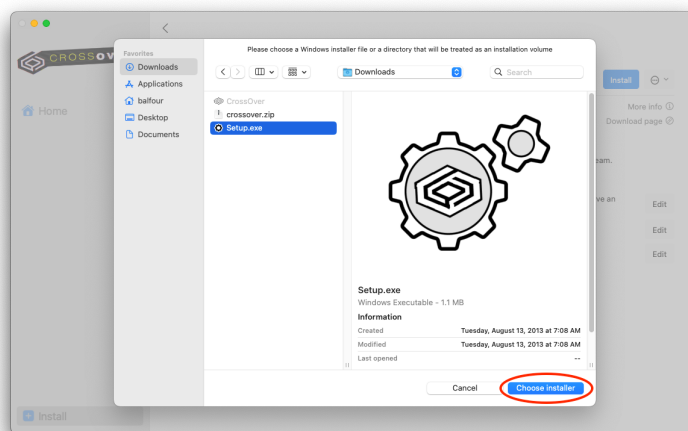 CROSSOV
Home
Install
Favorites
Downloads
Applications
balfour
Desktop
Documents
Please choose a Windows installer file or a directory that will be treated as an installation volume
Downloads
Search
CrossOver
crossover.zip
Setup.exe
Setup.exe
Windows Executable - 1.1 MB
Information
Created Tuesday, August 13, 2013 at 7:08 AM
Modified Tuesday, August 13, 2013 at 7:08 AM
Last opened --
Cancel
Choose installer
Install
More info
Download page
eam.
ve an
Edit
Edit
Edit